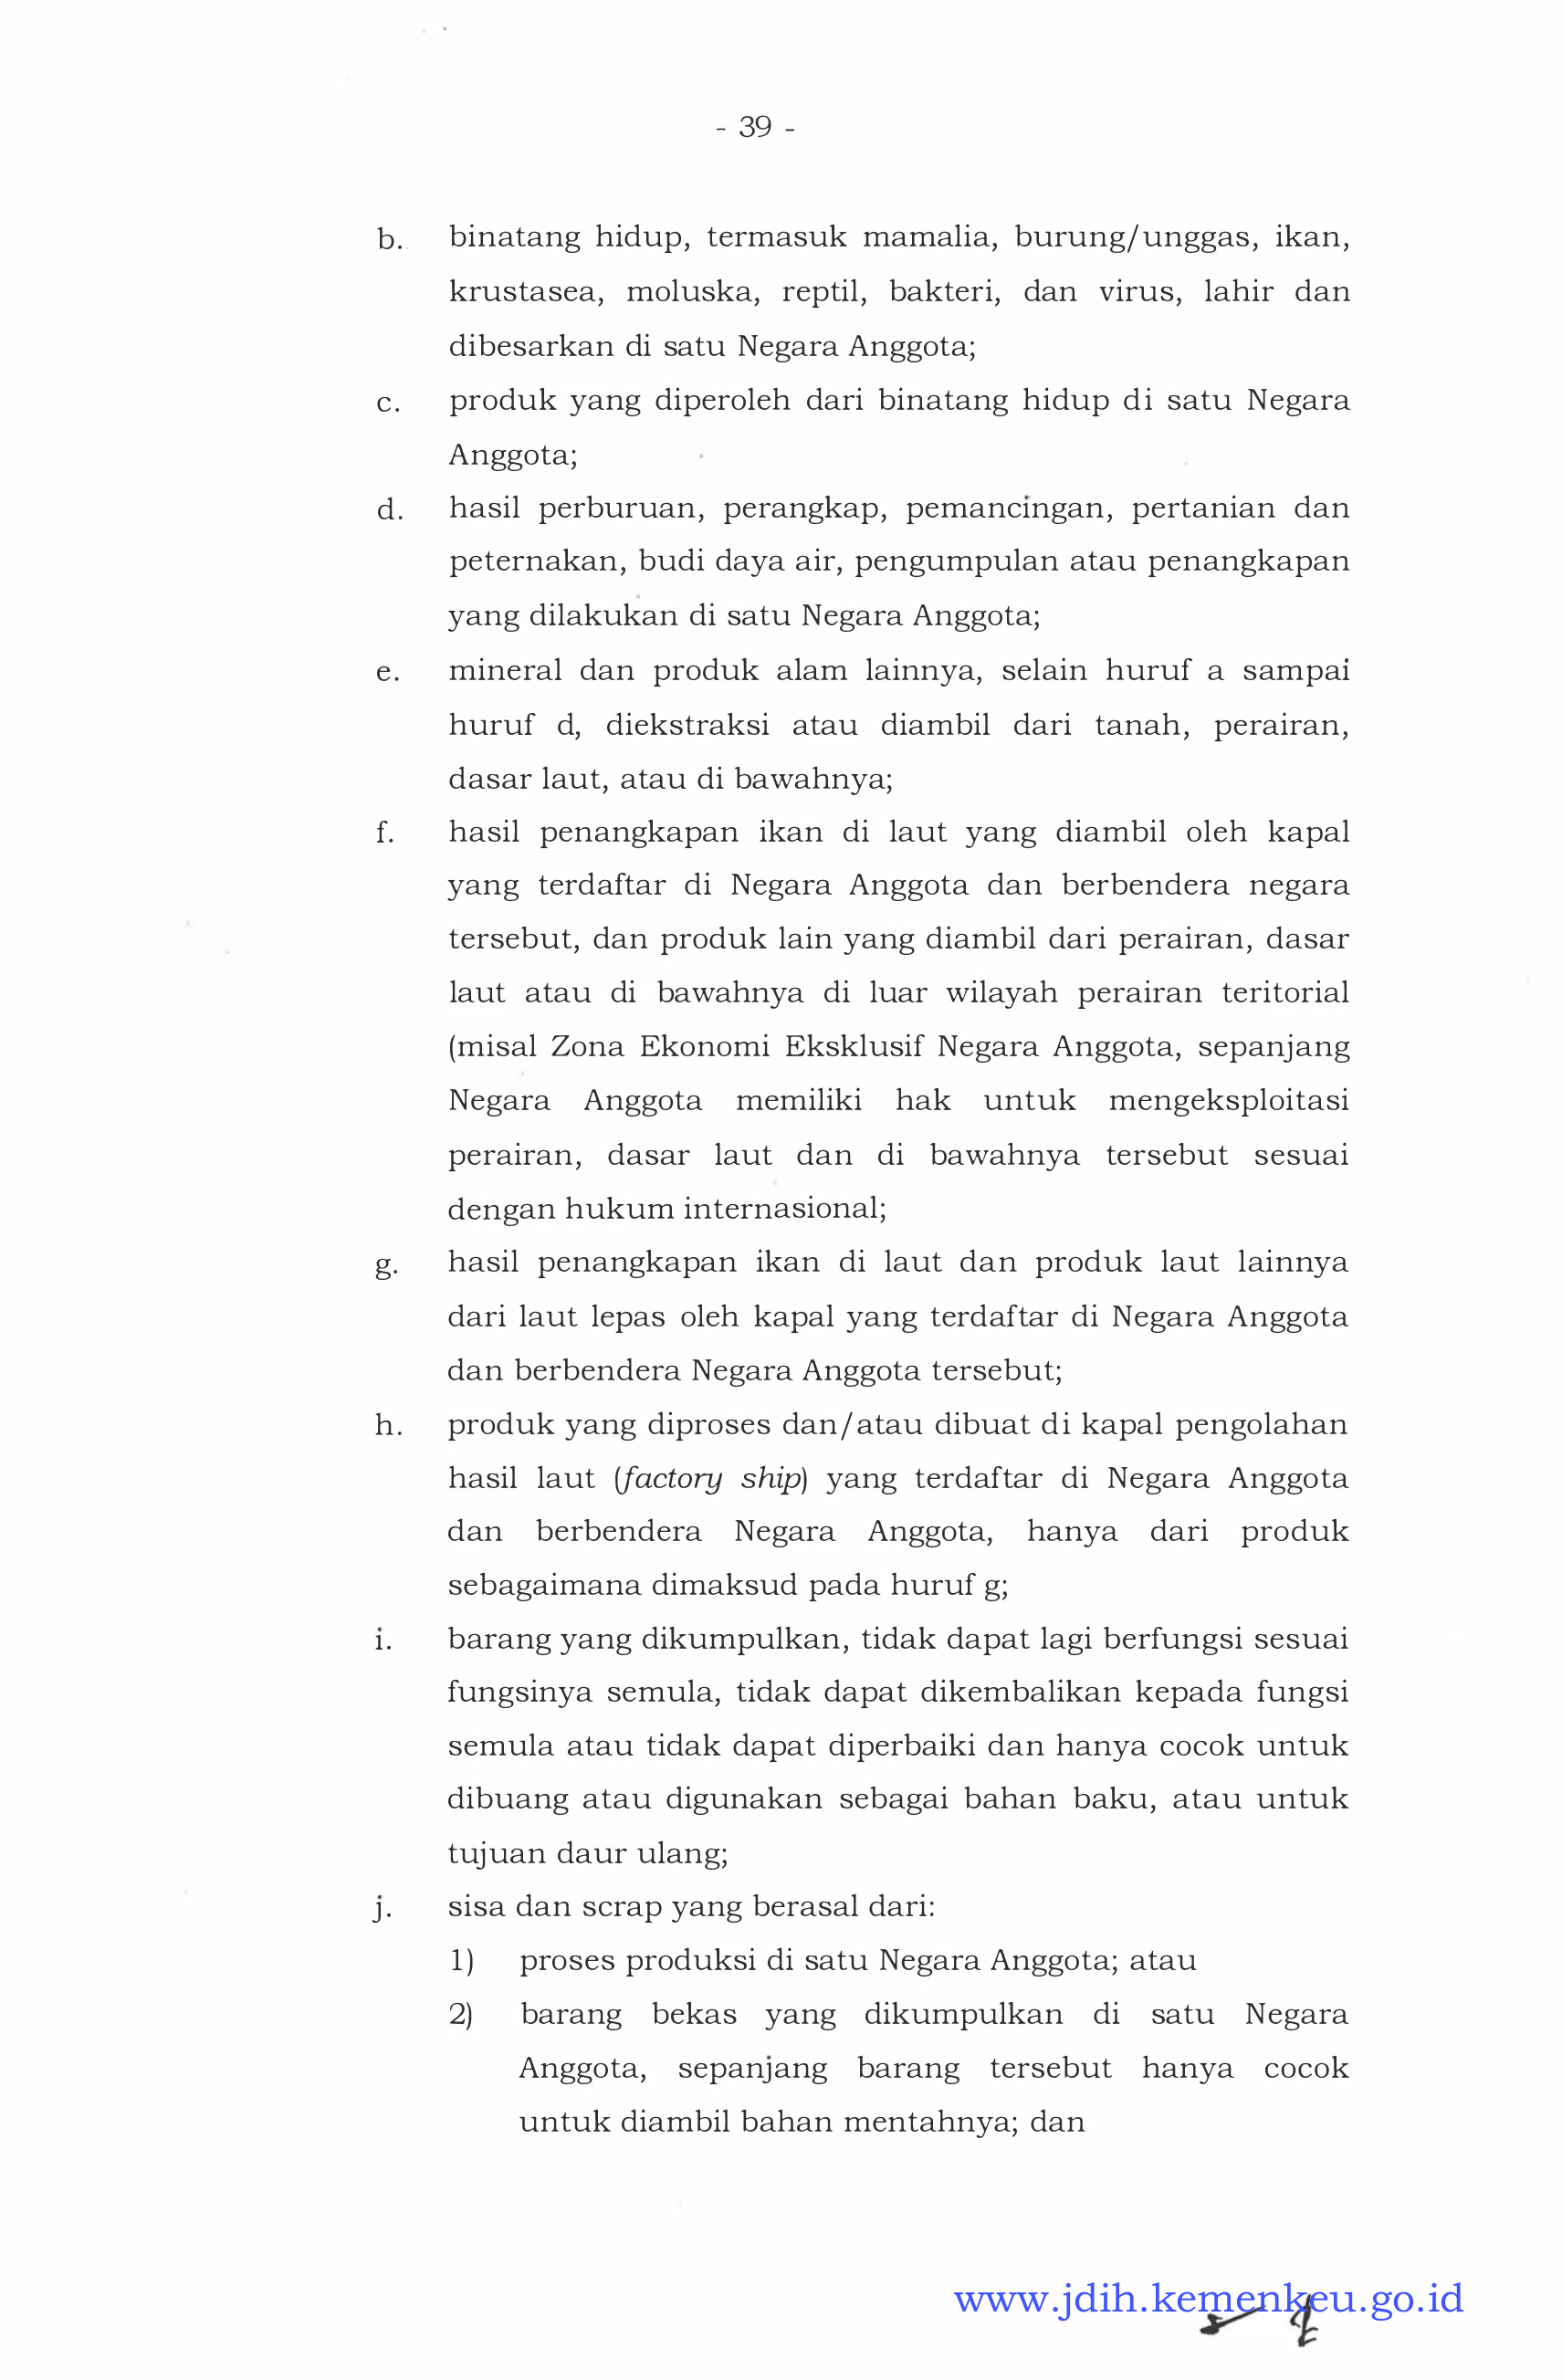 - 39 -
b. binatang hidup, termasuk mamalia, burung/unggas, ikan,
krustasea, moluska, reptil, bakteri, dan virus, lahir dan
dibesarkan di satu Negara Anggota;
c. produk yang diperoleh dari binatang hidup di satu Negara
Anggota;
d. hasil perburuan, perangkap, pemancingan, pertanian dan
peternakan, budi daya air, pengumpulan atau penangkapan
yang dilakukan di satu Negara Anggota;
e. mineral dan produk alam lainnya, selain huruf a sampai
huruf d, diekstraksi atau diambil dari tanah, perairan,
dasar laut, atau di bawahnya;
f. hasil penangkapan ikan di laut yang diambil oleh kapal
yang terdaftar di Negara Anggota dan berbendera negara
tersebut, dan produk lain yang diambil dari perairan, dasar
laut atau di bawahnya di luar wilayah perairan teritorial
(misal Zona Ekonomi Eksklusif Negara Anggota, sepanjang
Negara Anggota memiliki hak untuk mengeksploitasi
perairan, dasar laut dan di bawahnya tersebut sesuai
dengan hukum internasional;
g. hasil penangkapan ikan di laut dan produk laut lainnya
dari laut lepas oleh kapal yang terdaftar di Negara Anggota
dan berbendera Negara Anggota tersebut;
h. produk yang diproses dan/atau dibuat di kapal pengolahan
hasil laut (factory ship) yang terdaftar di Negara Anggota
dan berbendera Negara Anggota, hanya dari produk
sebagaimana dimaksud pada huruf g;
i. barang yang dikumpulkan, tidak dapat lagi berfungsi sesuai
fungsinya semula, tidak dapat dikembalikan kepada fungsi
semula atau tidak dapat diperbaiki dan hanya cocok untuk
dibuang atau digunakan sebagai bahan baku, atau untuk
tujuan daur ulang;
j. sisa dan scrap yang berasal dari:
1) proses produksi di satu Negara Anggota; atau
2) barang bekas yang dikumpulkan di satu Negara
Anggota, sepanjang barang tersebut hanya cocok
untuk diambil bahan mentahnya; dan
www.jdih.kemenkeu.go.id